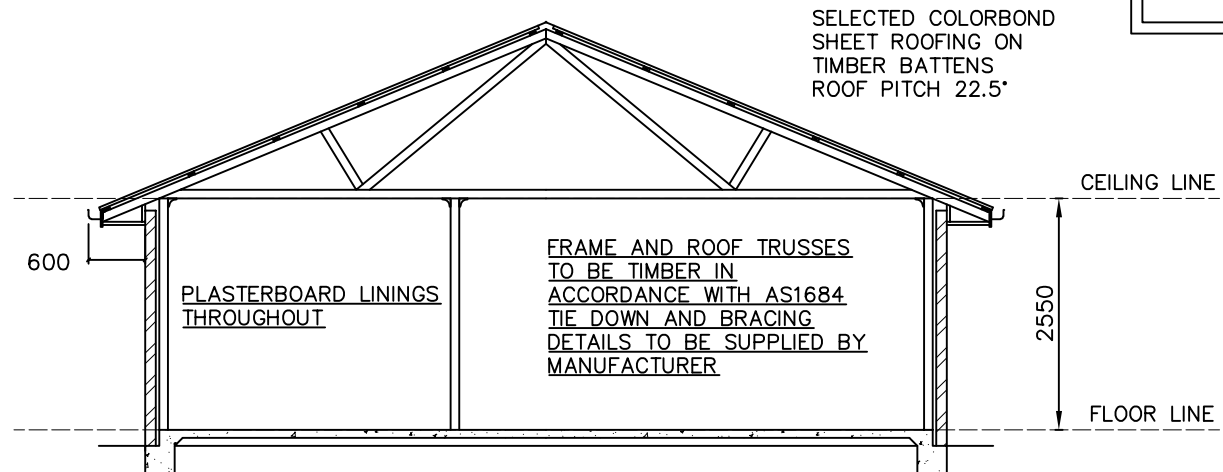 SELECTED COLORBOND
SHEET ROOFING ON
TIMBER BATTENS
ROOF PITCH 22.5°
CEILING LINE
600
PLASTERBOARD LININGS
THROUGHOUT
FRAME AND ROOF TRUSSES
TO BE TIMBER IN
ACCORDANCE WITH AS1684
TIE DOWN AND BRACING
DETAILS TO BE SUPPLIED BY
MANUFACTURER
2550
FLOOR LINE